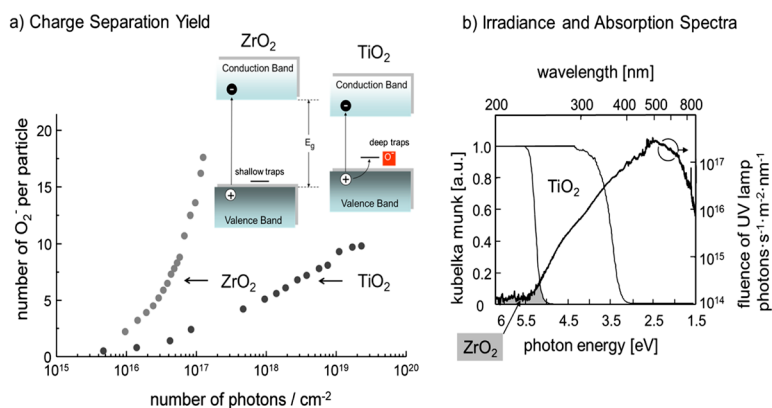 a) Charge Separation Yield
ZrO2
Conduction Band
-
Eg
shallow traps
+
Valence Band
TiO2
Conduction Band
-
deep traps
O-
+
Valence Band
number of O2- per particle
20
15
10
5
0
ZrO2
TiO2
10^15 10^16 10^17 10^18 10^19 10^20
number of photons / cm-2
b) Irradiance and Absorption Spectra
wavelength [nm]
200 300 400 500 800
kubelka munk [a.u.]
1.0
0.8
0.6
0.4
0.2
0
TiO2
10^17
10^16
10^15
10^14
fluence of UV lamp
photons·s-1·m-2·nm-1
6 5.5 4.5 3.5 2.5 1.5
ZrO2
photon energy [eV]